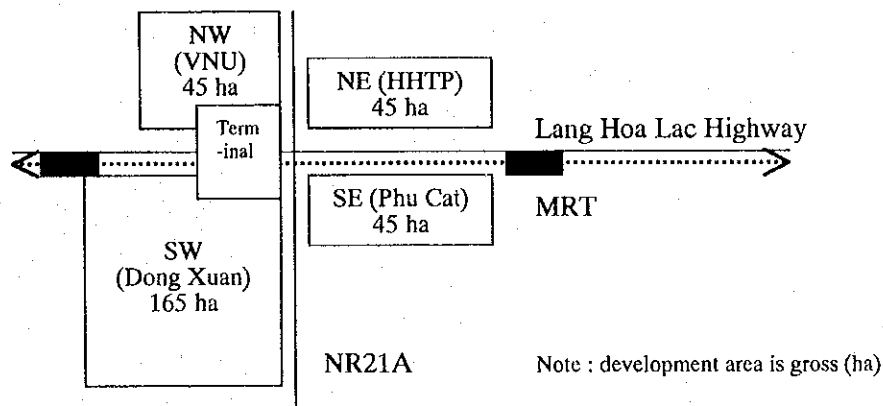 NW
(VNU)
45 ha
NE (HHTP)
45 ha
Term
-inal
Lang Hoa Lac Highway
SE (Phu Cat)
45 ha
MRT
SW
(Dong Xuan)
165 ha
NR21A
Note : development area is gross (ha)